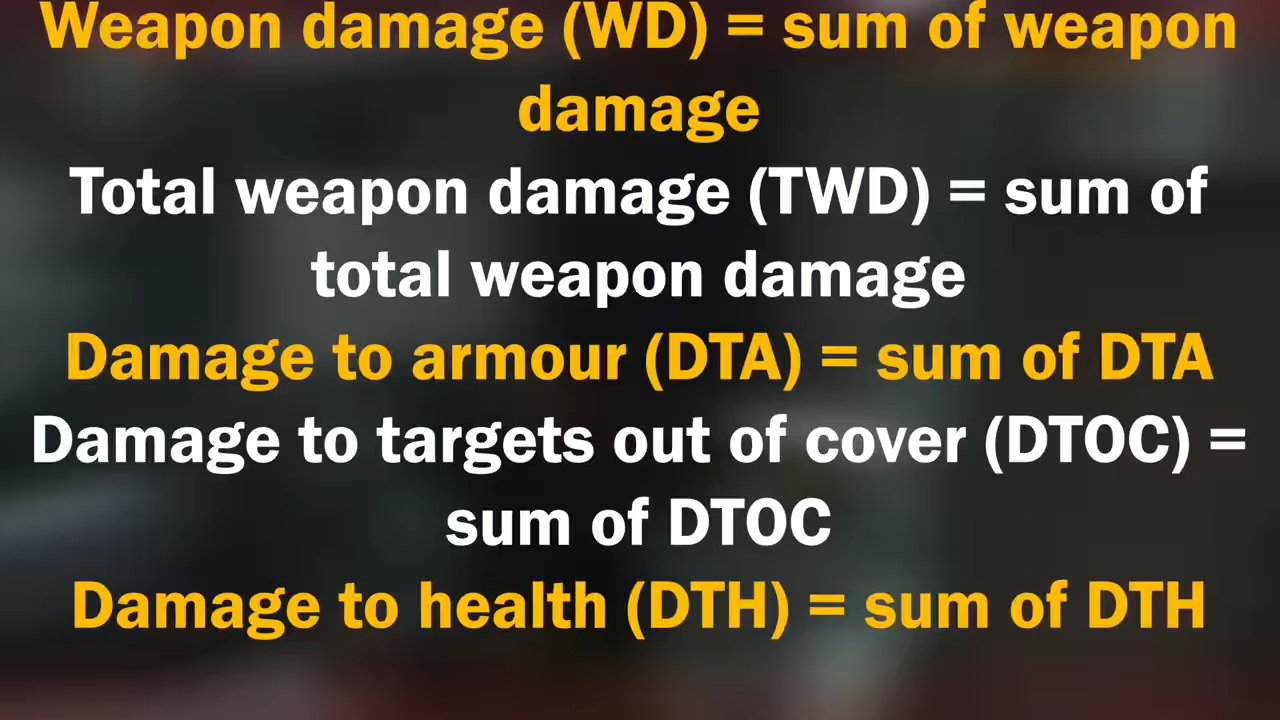 Weapon damage (WD) = sum of weapon
damage
Total weapon damage (TWD) = sum of
total weapon damage
Damage to armour (DTA) = sum of DTA
Damage to targets out of cover (DTOC) =
sum of DTOC
Damage to health (DTH) = sum of DTH